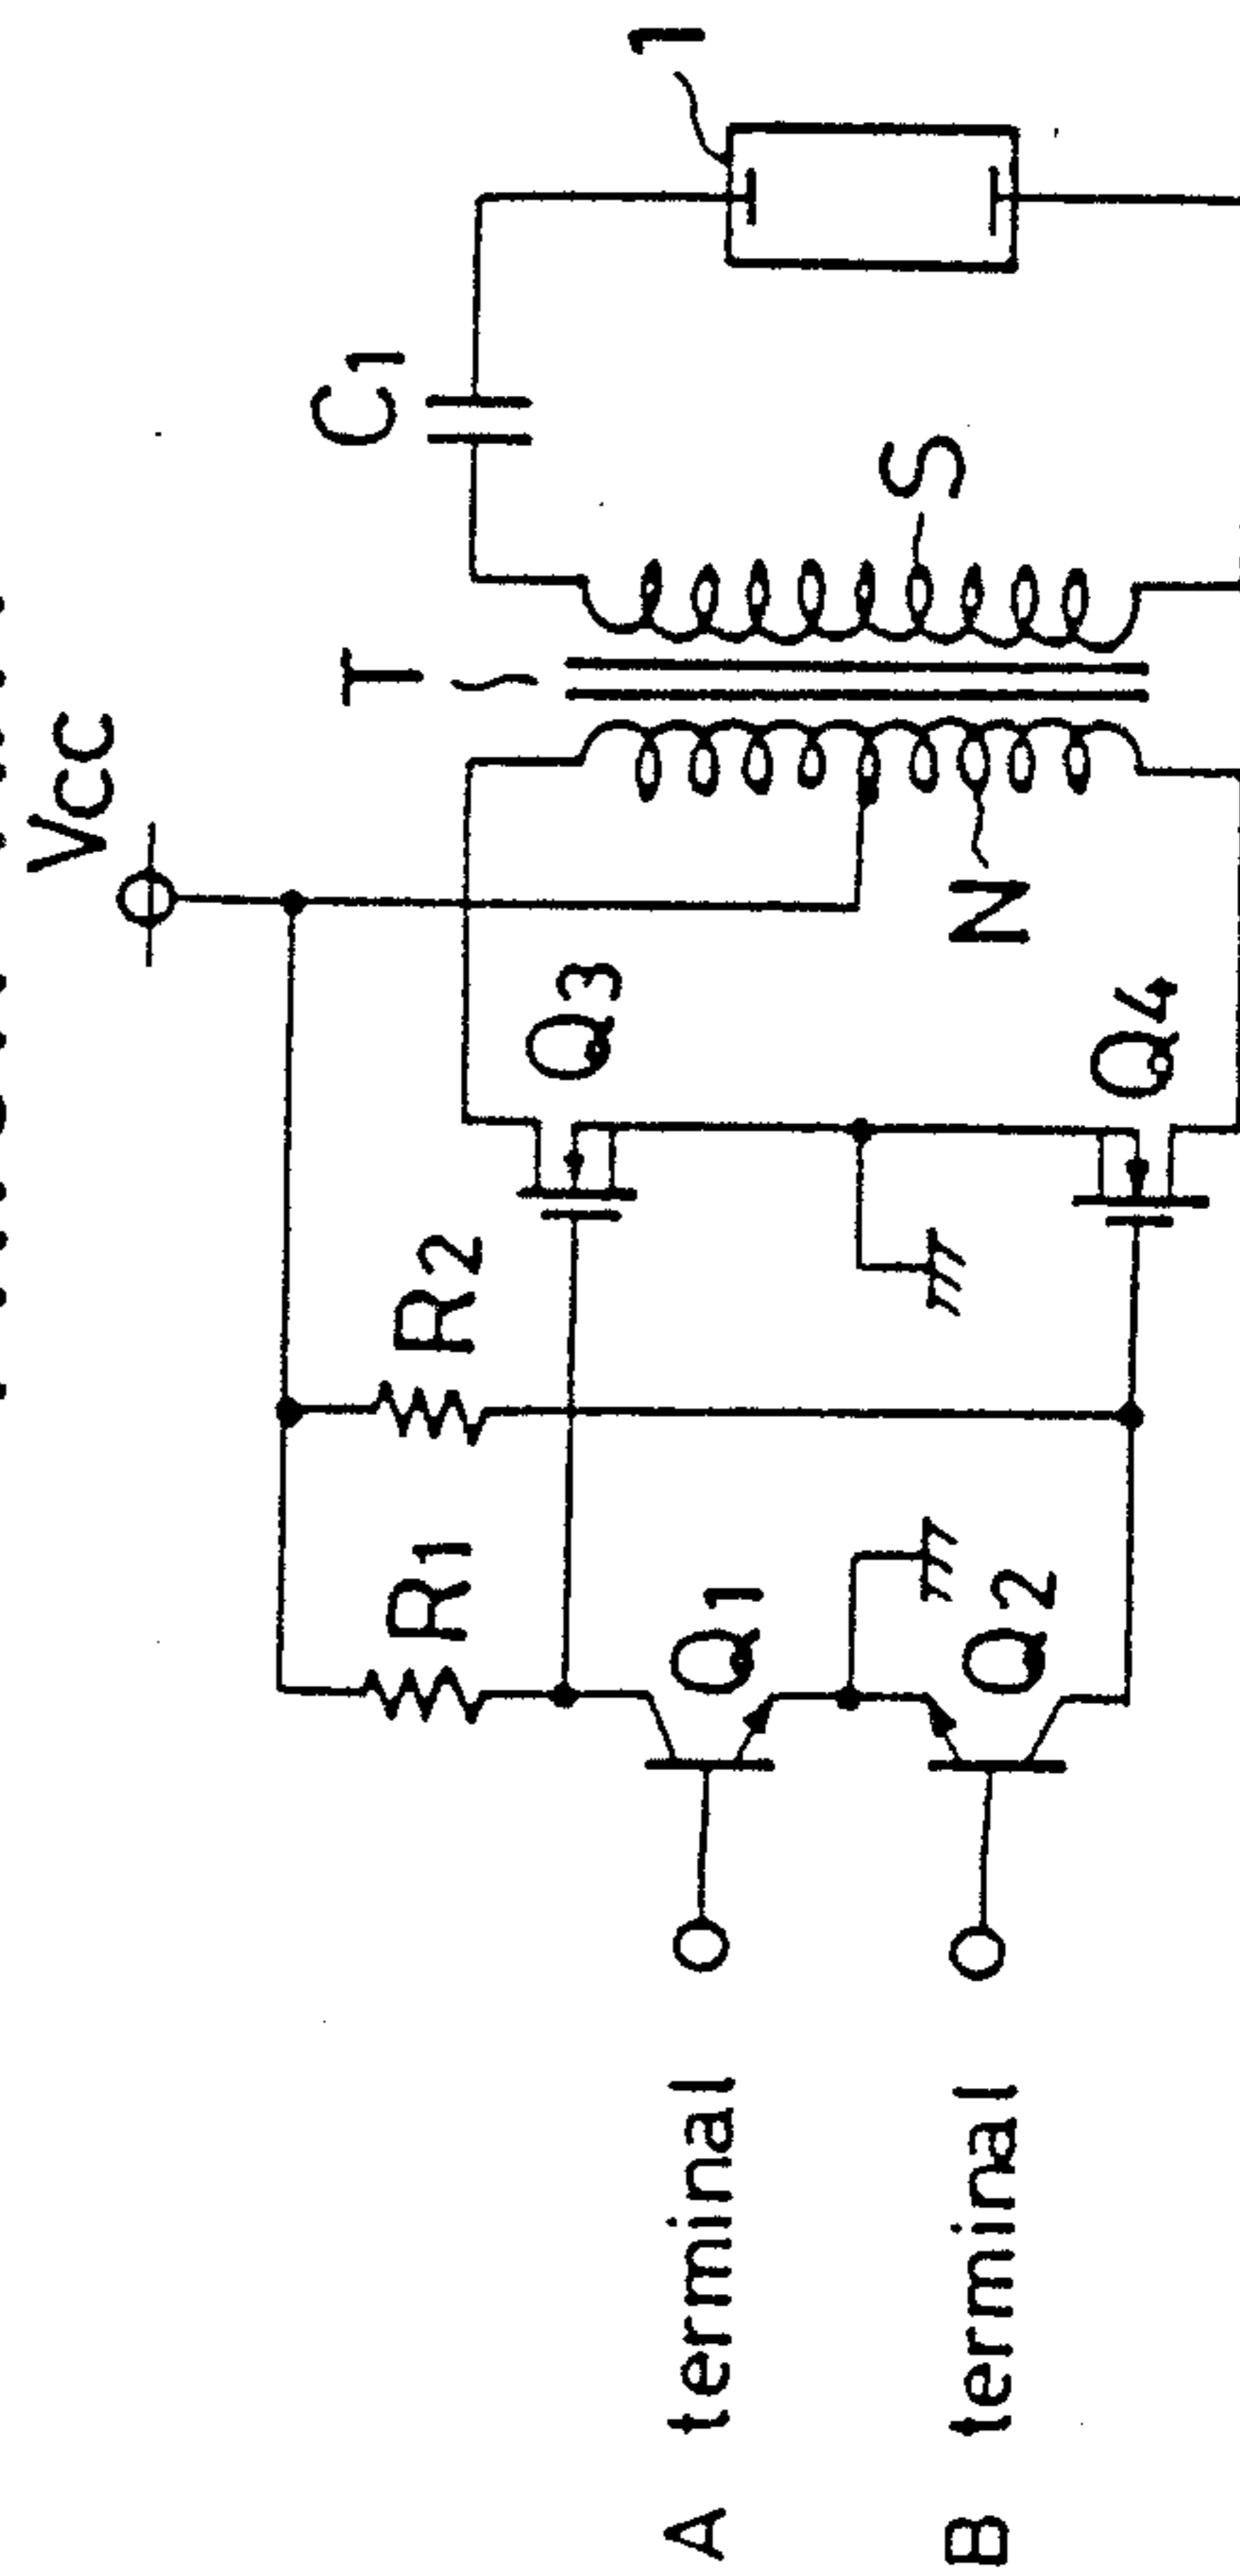 VCC
T
C1
1
R1
R2
Q3
S
A terminal
Q1
N
B terminal
Q2
Q4